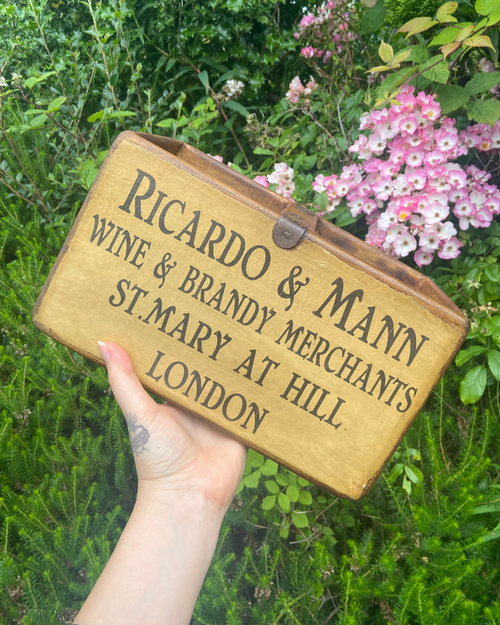 RICARDO & MANN
WINE & BRANDY MERCHANTS
ST.MARY AT HILL
LONDON